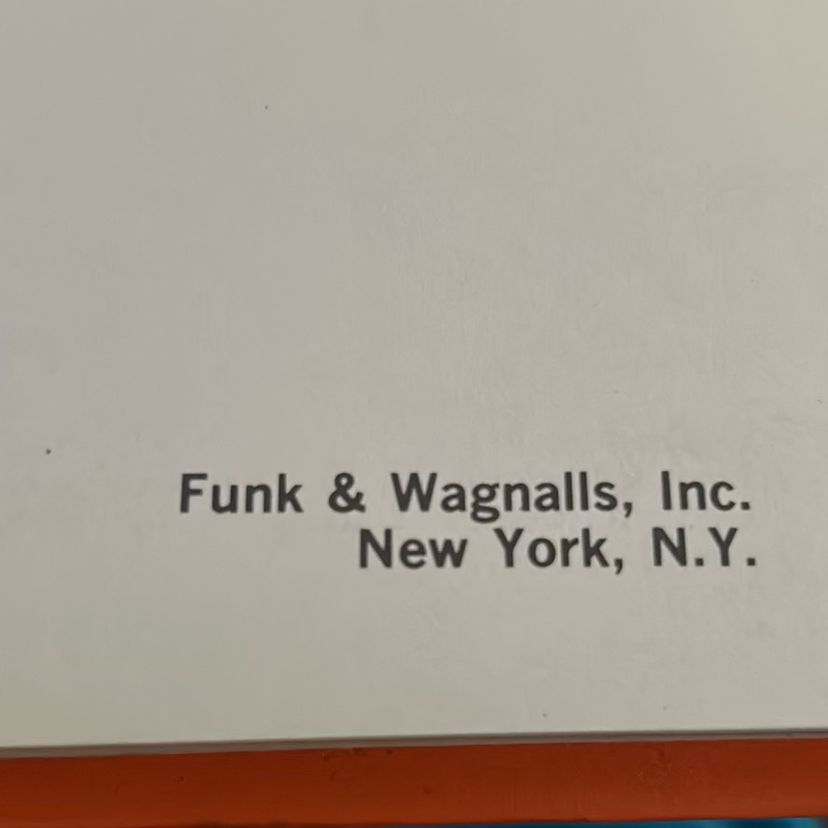 Funk & Wagnalls, Inc.
New York, N.Y.